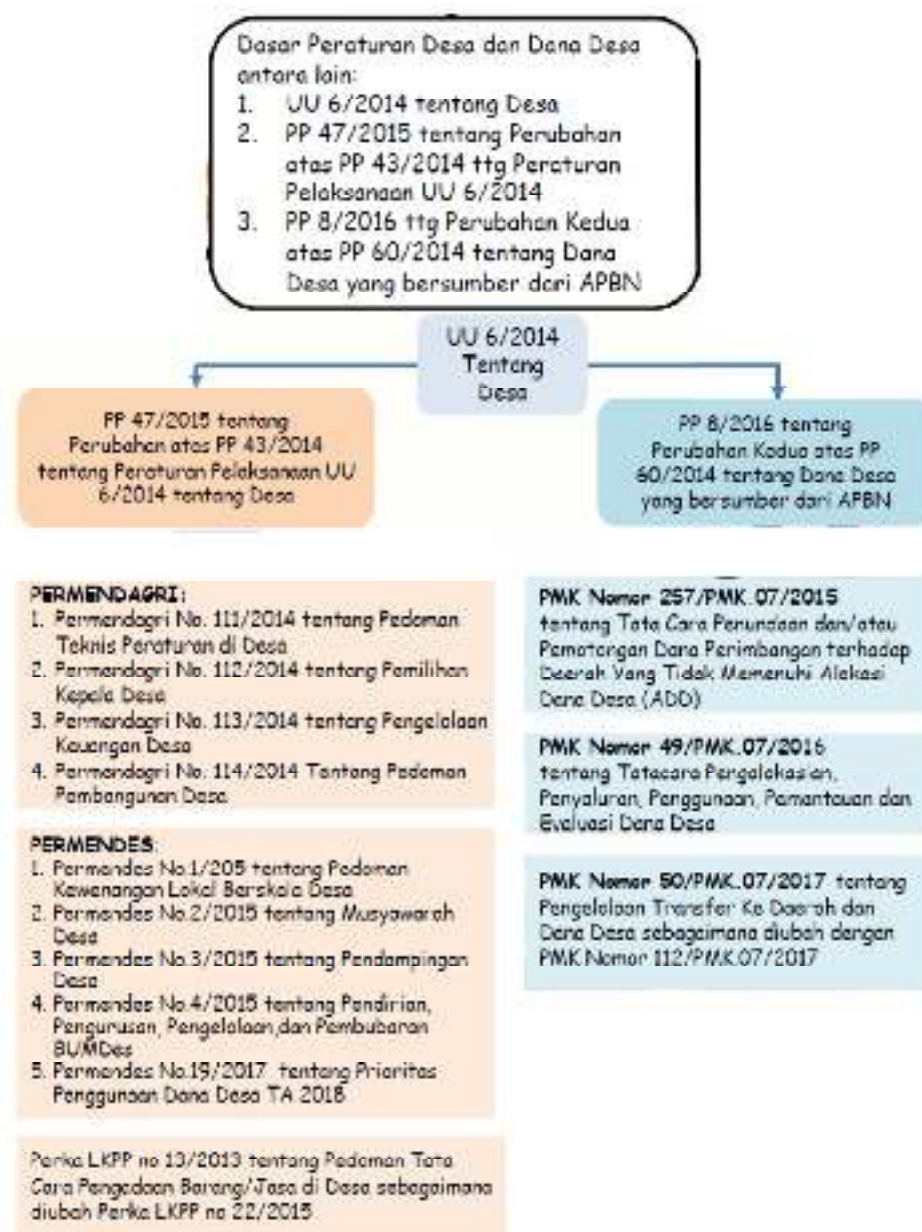 Dasar Peraturan Desa dan Dana Desa
antara lain:
1. UU 6/2014 tentang Desa
2. PP 47/2015 tentang Perubahan
atas PP 43/2014 ttg Peraturan
Pelaksanaan UU 6/2014
3. PP 8/2016 ttg Perubahan Kedua
atas PP 60/2014 tentang Dana
Desa yang bersumber dari APBN
UU 6/2014
Tentang
Desa
PP 47/2015 tentang
Perubahan atas PP 43/2014
tentang Peraturan Pelaksanaan UU
6/2014 tentang Desa
PP 8/2016 tentang
Perubahan Kedua atas PP
60/2014 tentang Dana Desa
yang bersumber dari APBN
PERMENDAGRI:
1. Permendagri No. 111/2014 tentang Pedoman
Teknis Peraturan di Desa
2. Permendagri No. 112/2014 tentang Pemilihan
Kepala Desa
3. Permendagri No. 113/2014 tentang Pengelolaan
Keuangan Desa
4. Permendagri No. 114/2014 Tentang Pedoman
Pembangunan Desa
PERMENDES:
1. Permendes No.1/205 tentang Pedoman
Kewenangan Lokal Berskala Desa
2. Permendes No.2/2015 tentang Musyawarah
Desa
3. Permendes No.3/2015 tentang Pendampingan
Desa
4. Permendes No.4/2015 tentang Pendirian,
Pengurusan, Pengelolaan,dan Pembubaran
BUMDes
5. Permendes No.19/2017 tentang Prioritas
Penggunaan Dana Desa TA 2018
Perka LKPP no 13/2013 tentang Pedoman Tata
Cara Pengadaan Barang/Jasa di Desa sebagaimana
diubah Perka LKPP no 22/2015
PMK Nomor 257/PMK.07/2015
tentang Tata Cara Penundaan dan/atau
Pemotongan Dana Perimbangan terhadap
Daerah Yang Tidak Memenuhi Alokasi
Dana Desa (ADD)
PMK Nomor 49/PMK.07/2016
tentang Tatacara Pengalokasian,
Penyaluran, Penggunaan, Pemantauan dan
Evaluasi Dana Desa
PMK Nomor 50/PMK.07/2017 tentang
Pengelolaan Transfer Ke Daerah dan
Dana Desa sebagaimana diubah dengan
PMK Nomor 112/PMK.07/2017